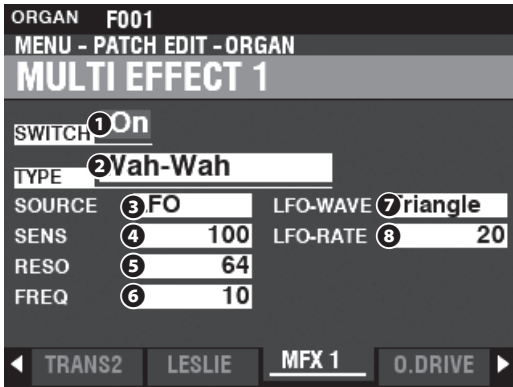 ORGAN F001
MENU - PATCH EDIT - ORGAN
MULTI EFFECT 1
SWITCH 1 On
TYPE 2 Wah-Wah
SOURCE 3 LFO LFO-WAVE 7 Triangle
SENS 4 100 LFO-RATE 8 20
RESO 5 64
FREQ 6 10
TRANS2 LESLIE MFX 1 O.DRIVE